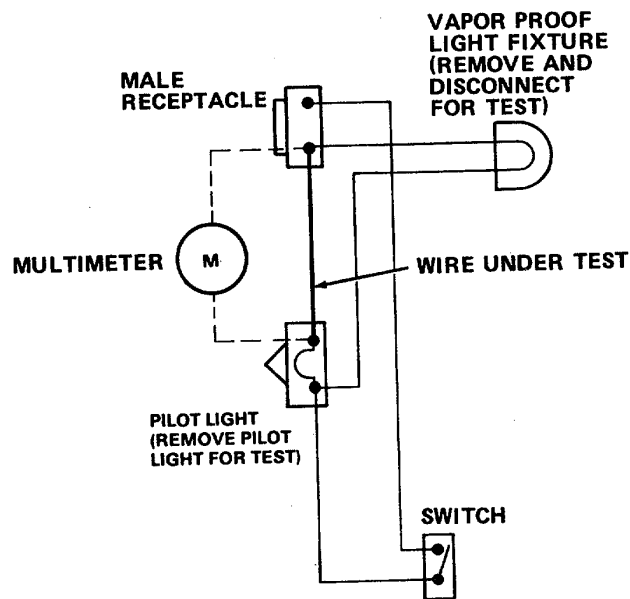 VAPOR PROOF
LIGHT FIXTURE
(REMOVE AND
DISCONNECT
FOR TEST)
MALE
RECEPTACLE
MULTIMETER
M
WIRE UNDER TEST
PILOT LIGHT
(REMOVE PILOT
LIGHT FOR TEST)
SWITCH